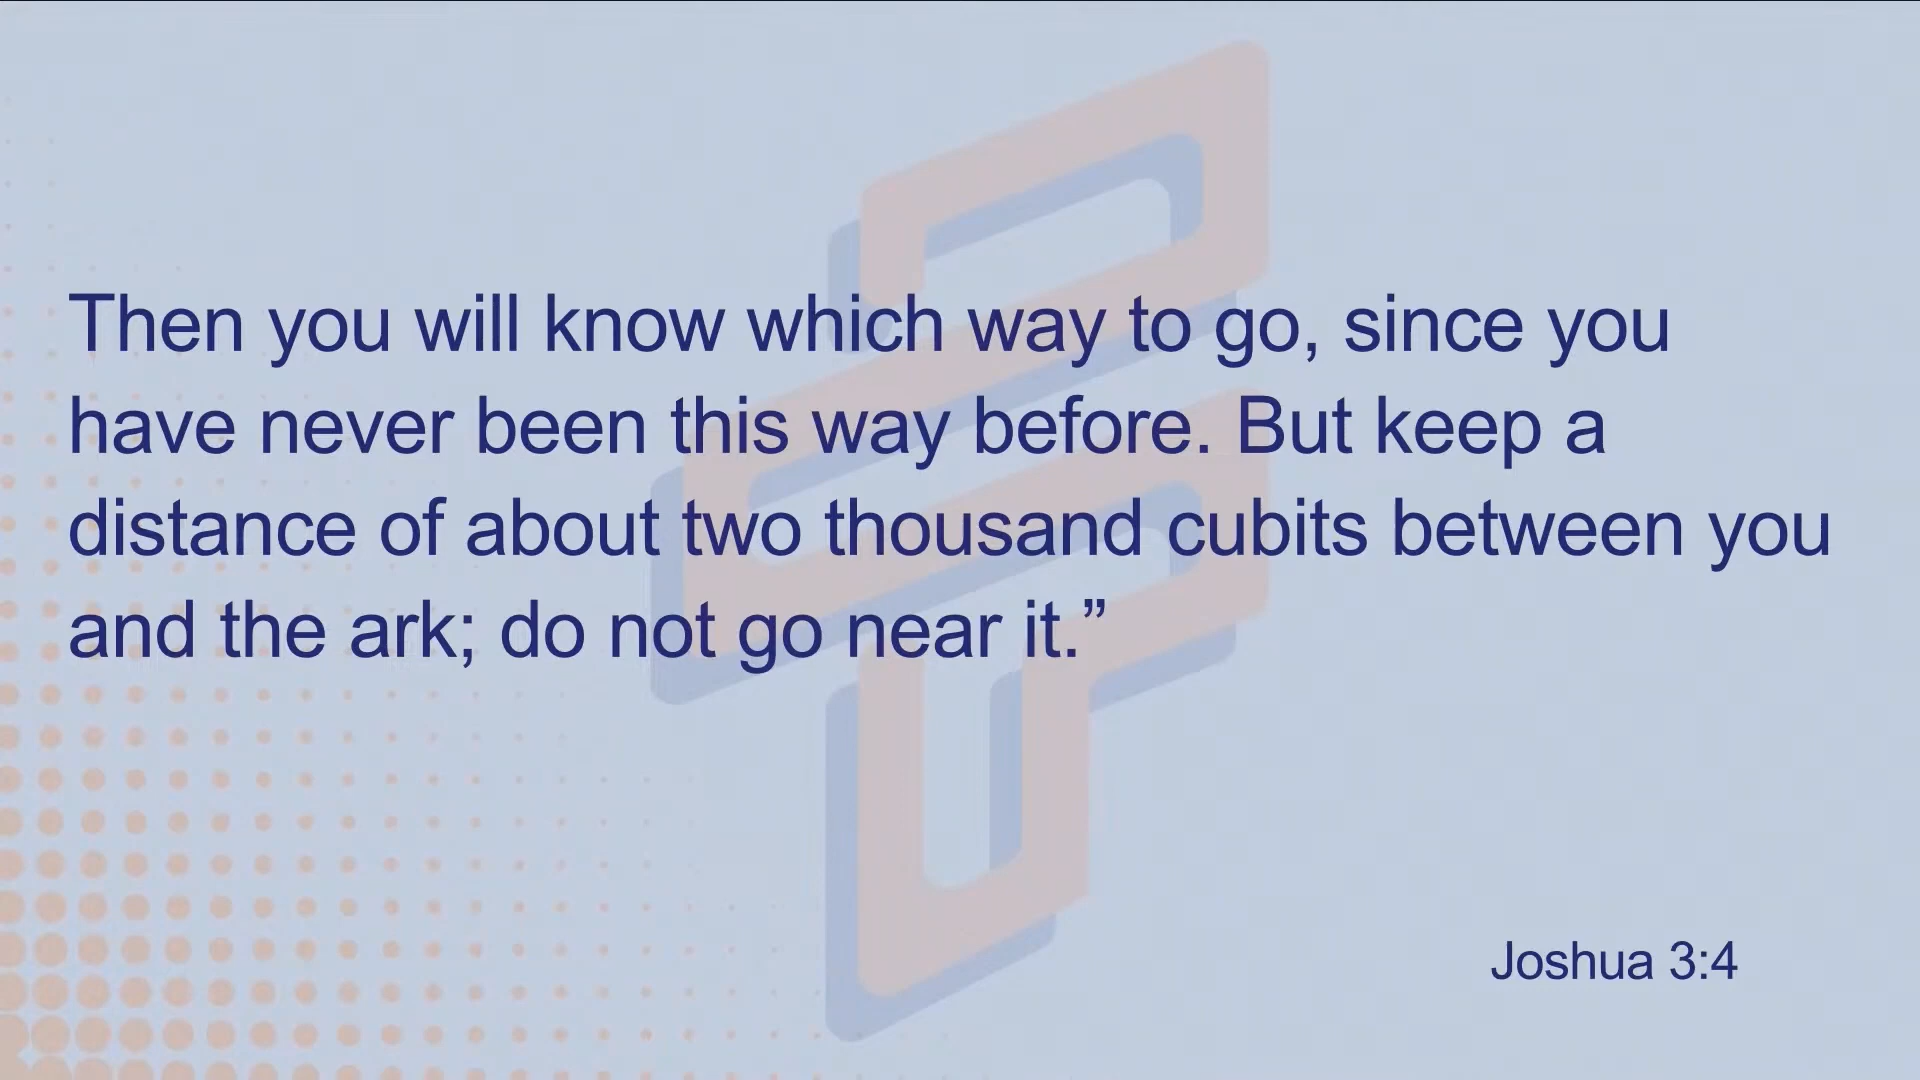 Then you will know which way to go, since you
have never been this way before. But keep a
distance of about two thousand cubits between you
and the ark; do not go near it.”
Joshua 3:4